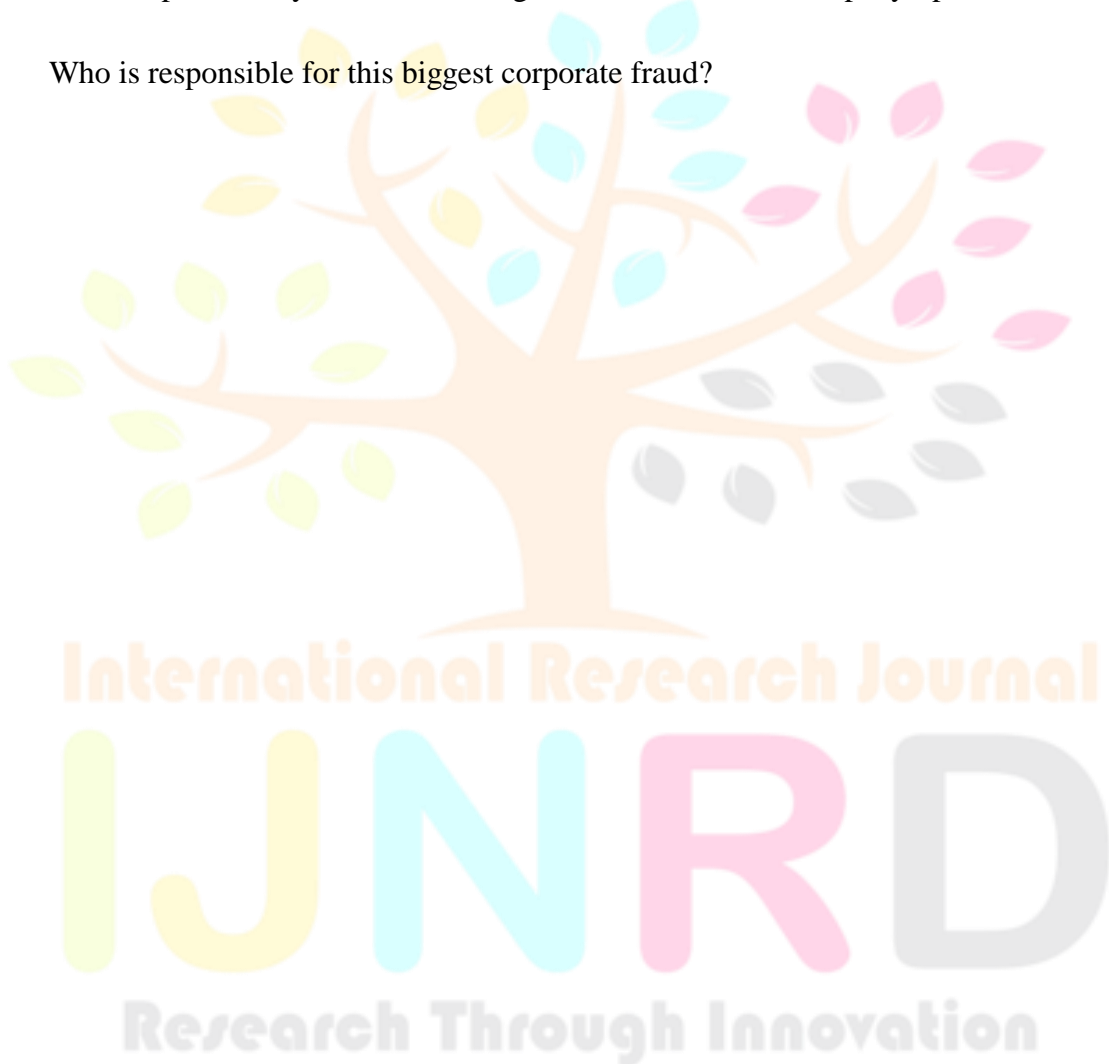 Who is responsible for this biggest corporate fraud?
International Research Journal
IJNRD
Research Through Innovation